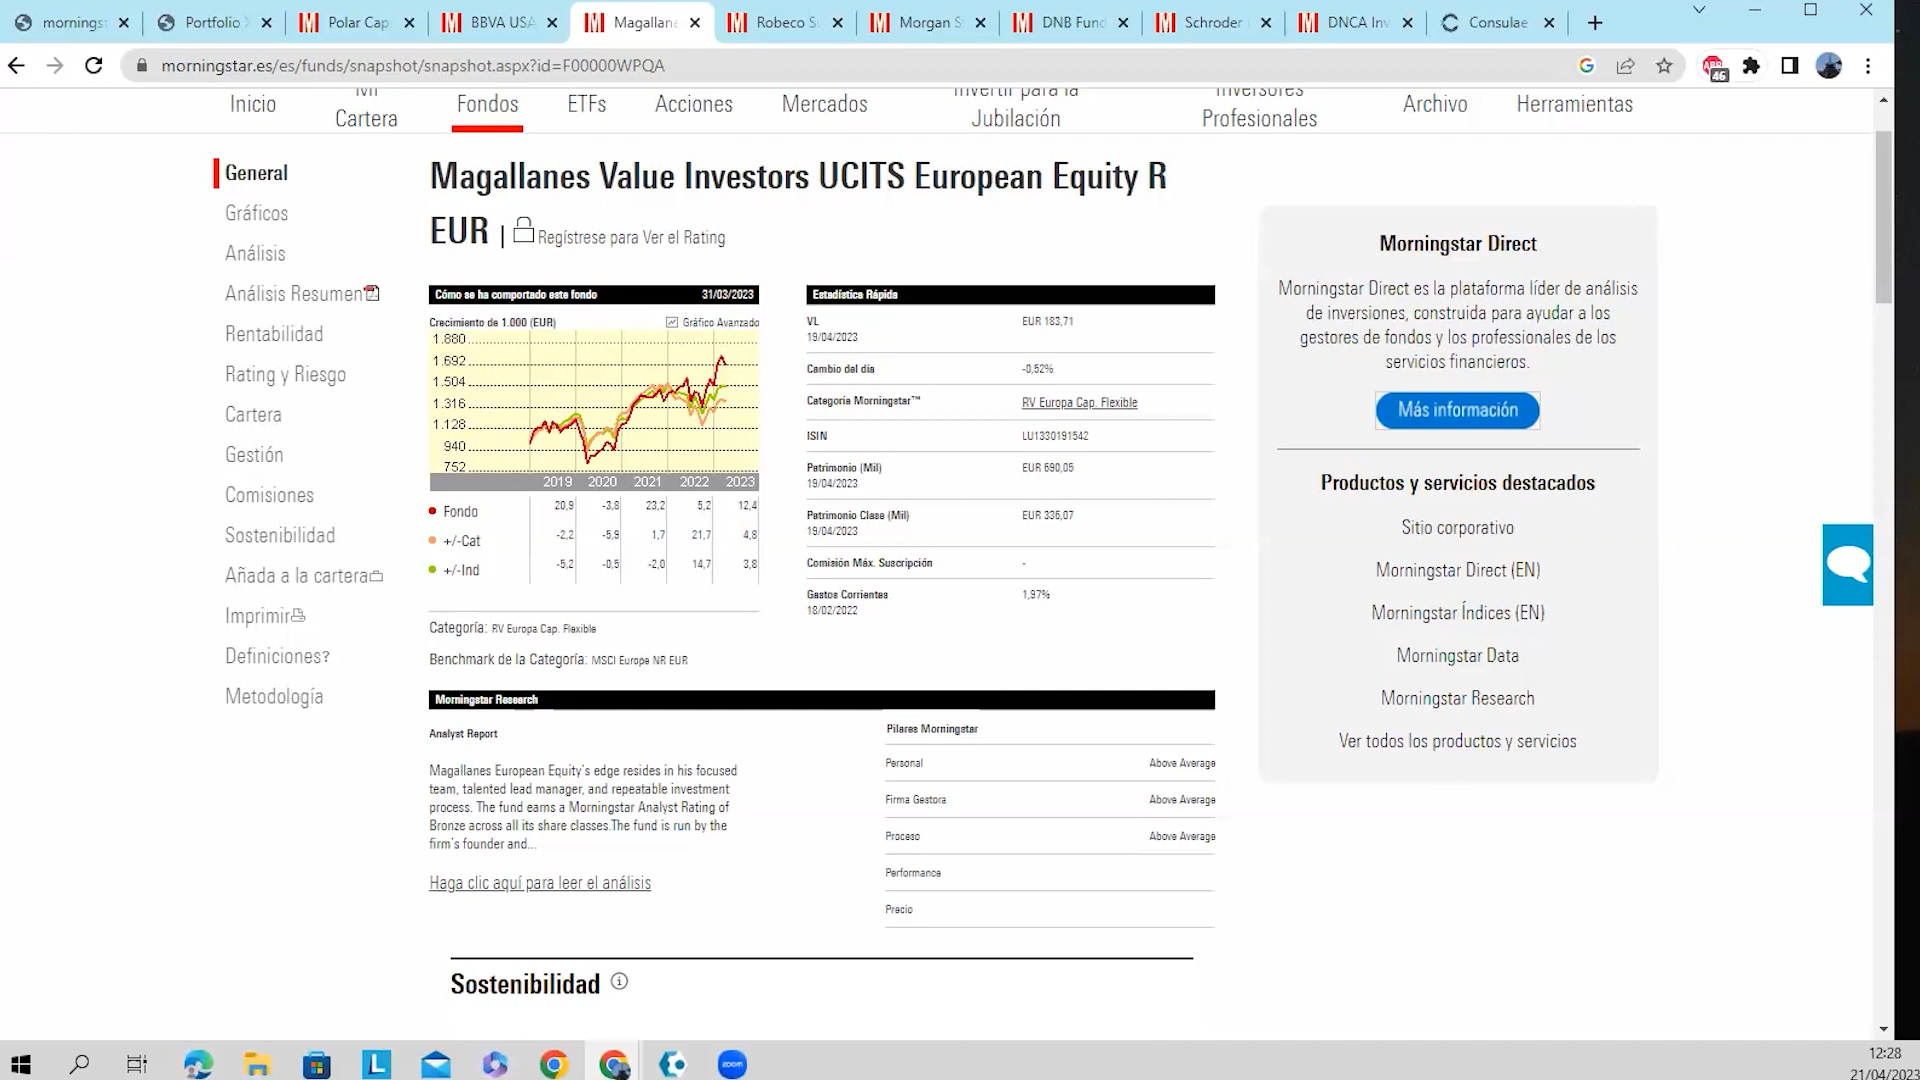 mornings
Portfolio
Polar Cap
BBVA USA
Magallane
Robeco S
Morgan S
DNB Fund
Schroder
DNCA Inv
Consulae
morningstar.es/es/funds/snapshot/snapshot.aspx?id=F00000WPQA
46
Inicio
Mi Cartera
Fondos
ETFs
Acciones
Mercados
Invertir para la Jubilación
Inversores Profesionales
Archivo
Herramientas
General
Gráficos
Análisis
Análisis Resumen
Rentabilidad
Rating y Riesgo
Cartera
Gestión
Comisiones
Sostenibilidad
Añada a la cartera
Imprimir
Definiciones?
Metodología
Magallanes Value Investors UCITS European Equity R
EUR | Regístrese para Ver el Rating
Cómo se ha comportado este fondo 31/03/2023
Crecimiento de 1.000 (EUR) Gráfico Avanzado
1.880
1.692
1.504
1.316
1.128
940
752
2019 2020 2021 2022 2023
Fondo 20,9 -3,8 23,2 5,2 12,4
+/-Cat -2,2 -5,9 1,7 21,7 4,8
+/-Ind -5,2 -0,5 -2,0 14,7 3,8
Categoría: RV Europa Cap. Flexible
Benchmark de la Categoría: MSCI Europe NR EUR
Estadística Rápida
VL EUR 183,71
19/04/2023
Cambio del día -0,52%
Categoría Morningstar™ RV Europa Cap. Flexible
ISIN LU1330191542
Patrimonio (Mil) EUR 690,05
19/04/2023
Patrimonio Clase (Mil) EUR 336,07
19/04/2023
Comisión Máx. Suscripción -
Gastos Corrientes 1,97%
18/02/2022
Morningstar Research
Analyst Report
Magallanes European Equity's edge resides in his focused
team, talented lead manager, and repeatable investment
process. The fund earns a Morningstar Analyst Rating of
Bronze across all its share classes.The fund is run by the
firm's founder and...
Haga clic aquí para leer el análisis
Pilares Morningstar
Personal Above Average
Firma Gestora Above Average
Proceso Above Average
Performance
Precio
Sostenibilidad
Morningstar Direct
Morningstar Direct es la plataforma líder de análisis
de inversiones, construida para ayudar a los
gestores de fondos y los professionales de los
servicios financieros.
Más información
Productos y servicios destacados
Sitio corporativo
Morningstar Direct (EN)
Morningstar Índices (EN)
Morningstar Data
Morningstar Research
Ver todos los productos y servicios
zoom
12:28
21/04/2023